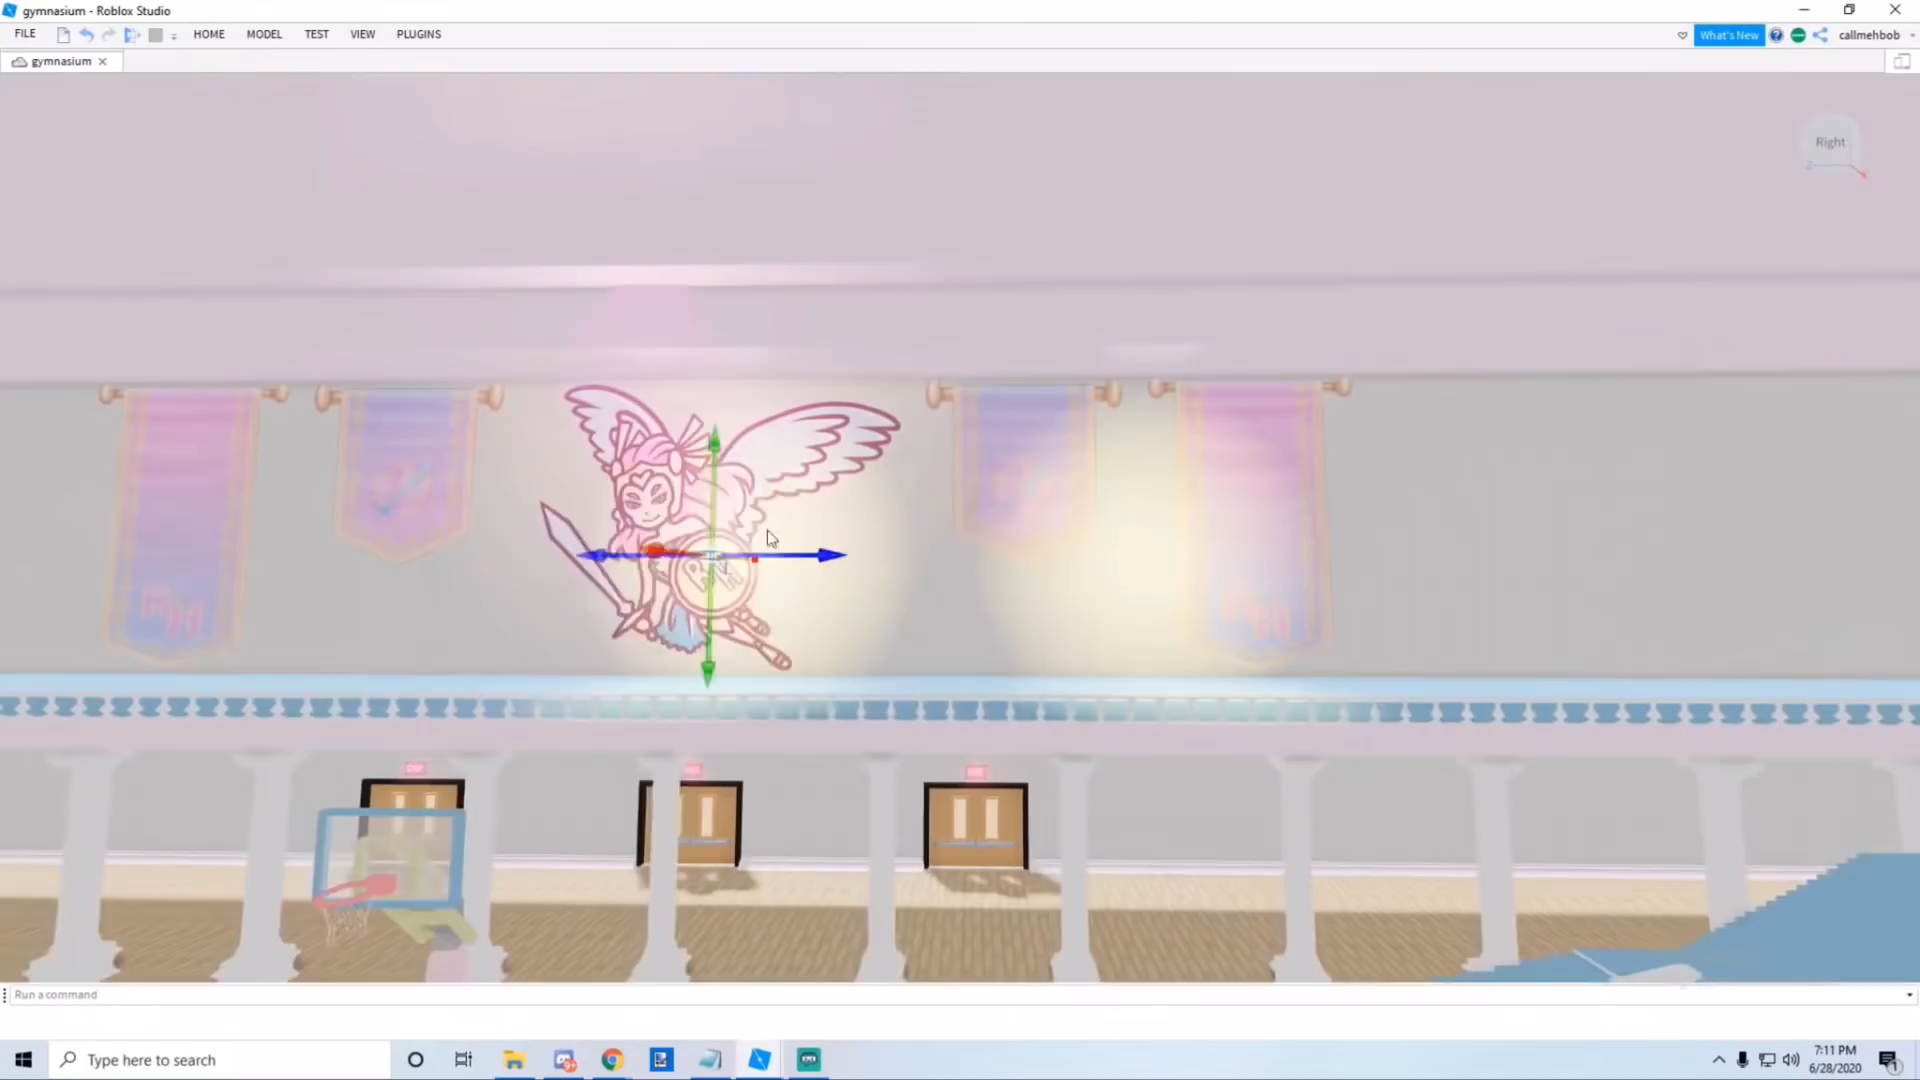 gymnasium - Roblox Studio
FILE HOME MODEL TEST VIEW PLUGINS What's New callmehbob
gymnasium
Right
RH
Run a command
Type here to search
7:11 PM
6/28/2020